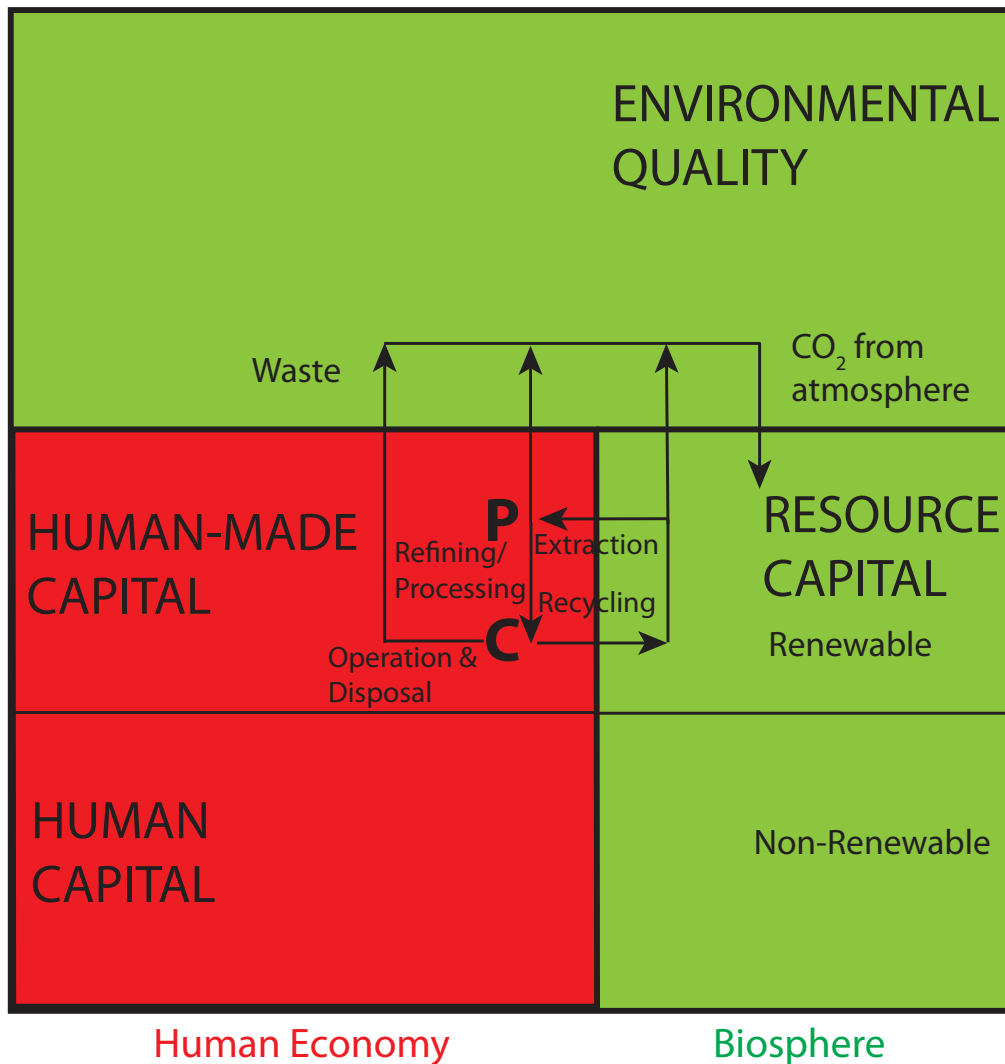 ENVIRONMENTAL
QUALITY
Waste
CO₂ from
atmosphere
HUMAN-MADE
CAPITAL
P
Refining/
Processing
Extraction
Recycling
C
Operation &
Disposal
RESOURCE
CAPITAL
Renewable
HUMAN
CAPITAL
Non-Renewable
Human Economy
Biosphere